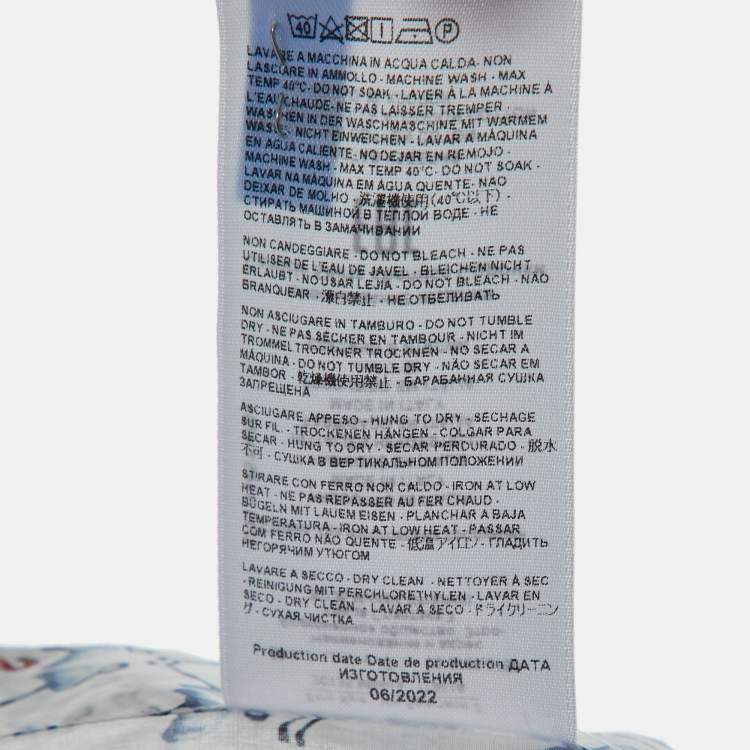 40 P
LAVARE A MACCHINA IN ACQUA CALDA- NON
LASCIARE IN AMMOLLO - MACHINE WASH - MAX
TEMP 40°C- DO NOT SOAK - LAVER À LA MACHINE À
L'EAU CHAUDE- NE PAS LAISSER TREMPER -
WASCHEN IN DER WASCHMASCHINE MIT WARMEM
WASS. - NICHT EINWEICHEN - LAVAR A MÁQUINA
EN AGUA CALIENTE - NO DEJAR EN REMOJO -
MACHINE WASH - MAX TEMP 40°C- DO NOT SOAK -
LAVAR NA MÁQUINA EM ÁGUA QUENTE- NÃO
DEIXAR DE MOLHO - 洗濯機使用(40℃以下) -
СТИРАТЬ МАШИНОЙ В ТЕПЛОЙ ВОДЕ - НЕ
ОСТАВЛЯТЬ В ЗАМАЧИВАНИИ
NON CANDEGGIARE - DO NOT BLEACH - NE PAS
UTILISER DE L'EAU DE JAVEL - BLEICHEN NICHT
ERLAUBT - NO USAR LEJIA - DO NOT BLEACH - NÃO
BRANQUEAR - 漂白禁止 - НЕ ОТБЕЛИВАТЬ
NON ASCIUGARE IN TAMBURO - DO NOT TUMBLE
DRY - NE PAS SÉCHER EN TAMBOUR - NICHT IM
TROMMELTROCKNER TROCKNEN - NO SECAR A
MÁQUINA - DO NOT TUMBLE DRY - NÃO SECAR EM
TAMBOR - 乾燥機使用禁止 - БАРАБАННАЯ СУШКА
ЗАПРЕЩЕНА
ASCIUGARE APPESO - HUNG TO DRY - SECHAGE
SUR FIL - TROCKENEN HÄNGEN - COLGAR PARA
SECAR - HUNG TO DRY - SECAR PERDURADO - 脱水
不可 - СУШКА В ВЕРТИКАЛЬНОМ ПОЛОЖЕНИИ
STIRARE CON FERRO NON CALDO - IRON AT LOW
HEAT - NE PAS REPASSER AU FER CHAUD -
BÜGELN MIT LAUEM EISEN - PLANCHAR A BAJA
TEMPERATURA - IRON AT LOW HEAT - PASSAR
COM FERRO NÃO QUENTE - 低温アイロン - ГЛАДИТЬ
НЕГОРЯЧИМ УТЮГОМ
LAVARE A SECCO - DRY CLEAN - NETTOYER À SEC
- REINIGUNG MIT PERCHLORETHYLEN - LAVAR EN
SECO - DRY CLEAN - LAVAR A SECO - ドライクリーニン
グ - СУХАЯ ЧИСТКА
Production date Date de production ДАТА
ИЗГОТОВЛЕНИЯ
06/2022